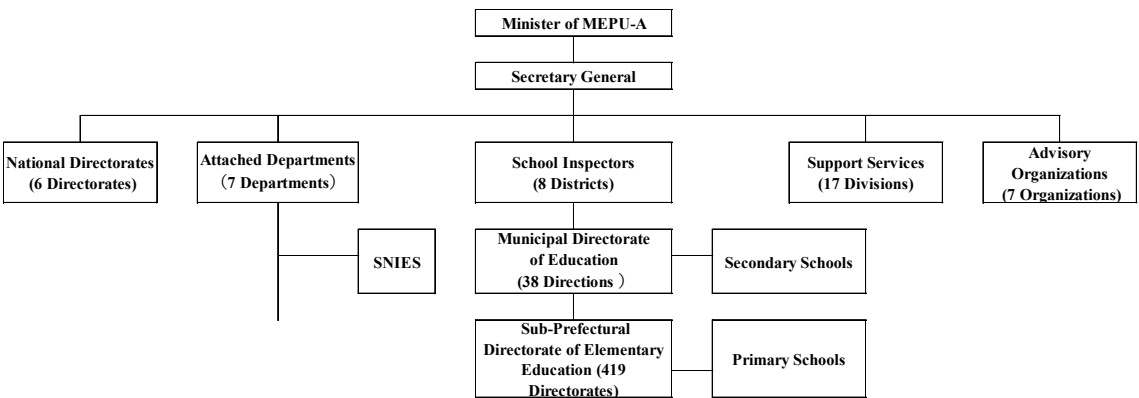 Minister of MEPU-A
Secretary General
National Directorates
(6 Directorates)
Attached Departments
（7 Departments）
School Inspectors
(8 Districts)
Support Services
(17 Divisions)
Advisory
Organizations
(7 Organizations)
SNIES
Municipal Directorate
of Education
(38 Directions ）
Secondary Schools
Sub-Prefectural
Directorate of Elementary
Education (419
Directorates)
Primary Schools